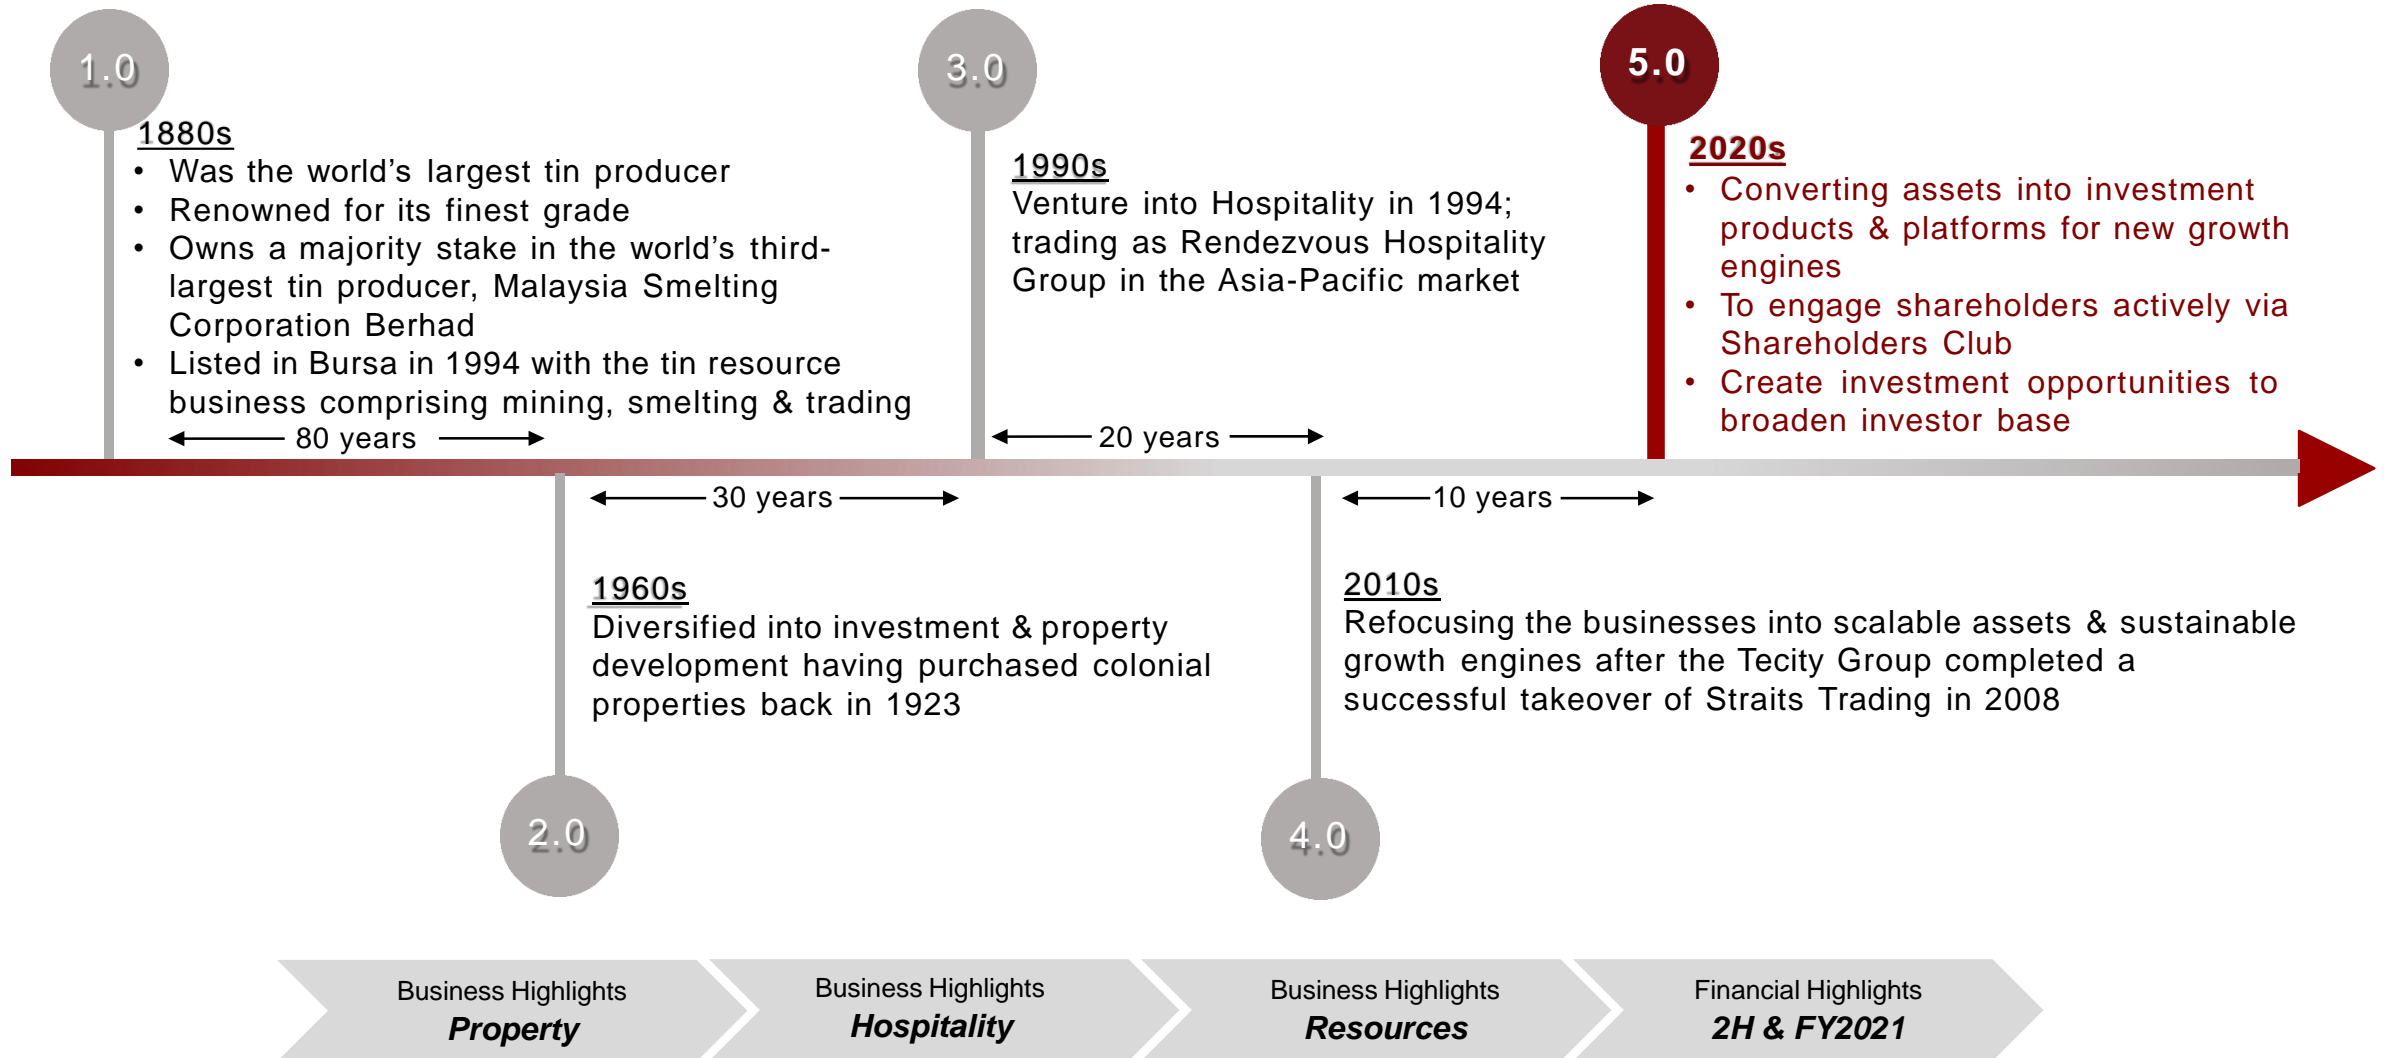 1.0
1880s
• Was the world’s largest tin producer
• Renowned for its finest grade
• Owns a majority stake in the world’s third-
largest tin producer, Malaysia Smelting
Corporation Berhad
• Listed in Bursa in 1994 with the tin resource
business comprising mining, smelting & trading
80 years
3.0
1990s
Venture into Hospitality in 1994;
trading as Rendezvous Hospitality
Group in the Asia-Pacific market
20 years
5.0
2020s
• Converting assets into investment
products & platforms for new growth
engines
• To engage shareholders actively via
Shareholders Club
• Create investment opportunities to
broaden investor base
30 years
1960s
Diversified into investment & property
development having purchased colonial
properties back in 1923
2.0
10 years
2010s
Refocusing the businesses into scalable assets & sustainable
growth engines after the Tecity Group completed a
successful takeover of Straits Trading in 2008
4.0
Business Highlights
Property
Business Highlights
Hospitality
Business Highlights
Resources
Financial Highlights
2H & FY2021